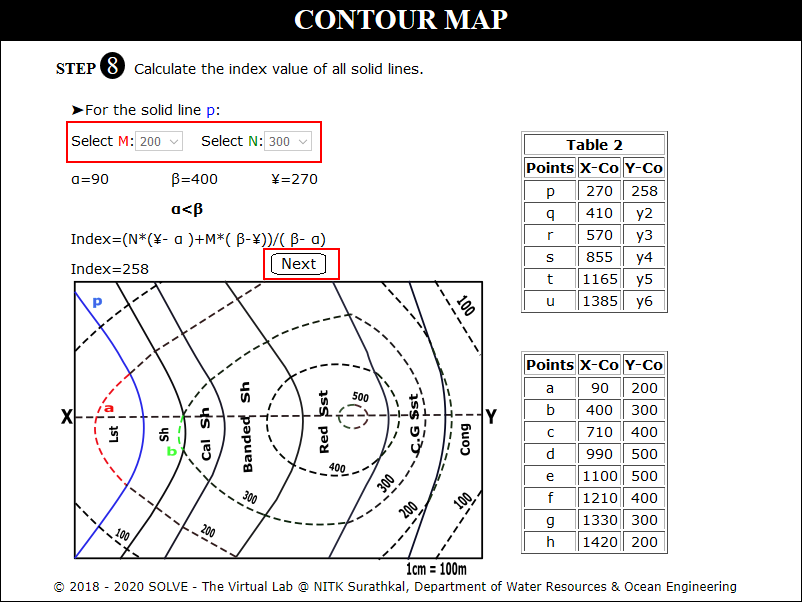 CONTOUR MAP
STEP 8 Calculate the index value of all solid lines.
➤For the solid line p:
Select M: 200 Select N: 300
ɑ=90 β=400 ¥=270
ɑ<β
Index=(N*(¥- ɑ )+M*( β-¥))/( β- ɑ)
Index=258
Next
Table 2
Points X-Co Y-Co
p 270 258
q 410 y2
r 570 y3
s 855 y4
t 1165 y5
u 1385 y6
Points X-Co Y-Co
a 90 200
b 400 300
c 710 400
d 990 500
e 1100 500
f 1210 400
g 1330 300
h 1420 200
p
100
500
X
a
Y
Lst
Sh
b
Cal Sh
Banded Sh
Red Sst
C.G Sst
Cong
400
300
300
200
100
200
100
1cm = 100m
© 2018 - 2020 SOLVE - The Virtual Lab @ NITK Surathkal, Department of Water Resources & Ocean Engineering